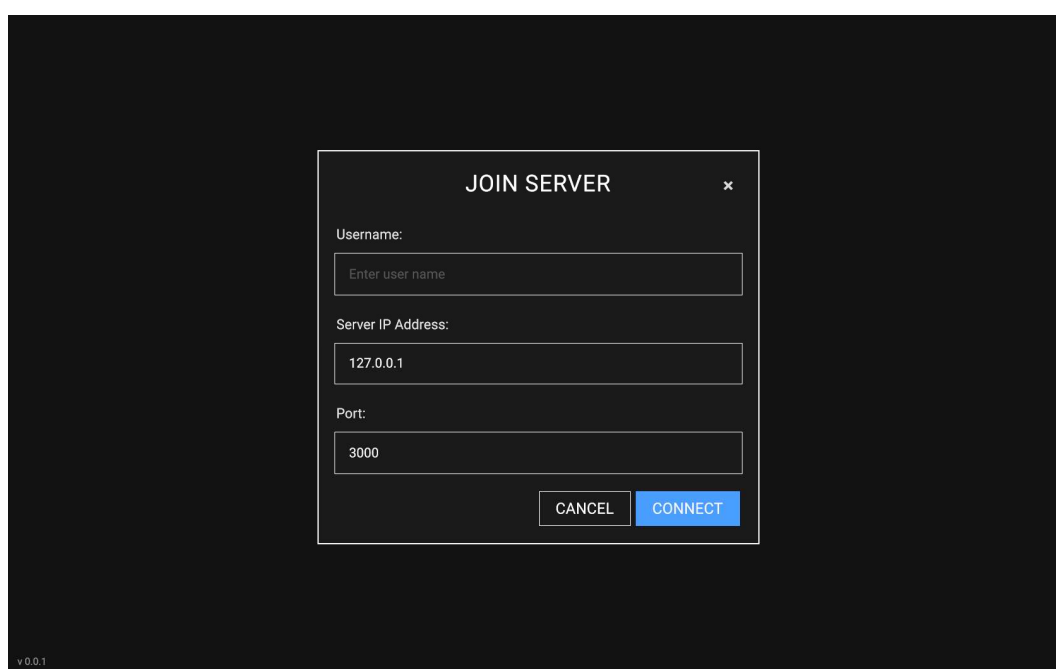 JOIN SERVER ×
Username:
Enter user name
Server IP Address:
127.0.0.1
Port:
3000
CANCEL CONNECT
v 0.0.1